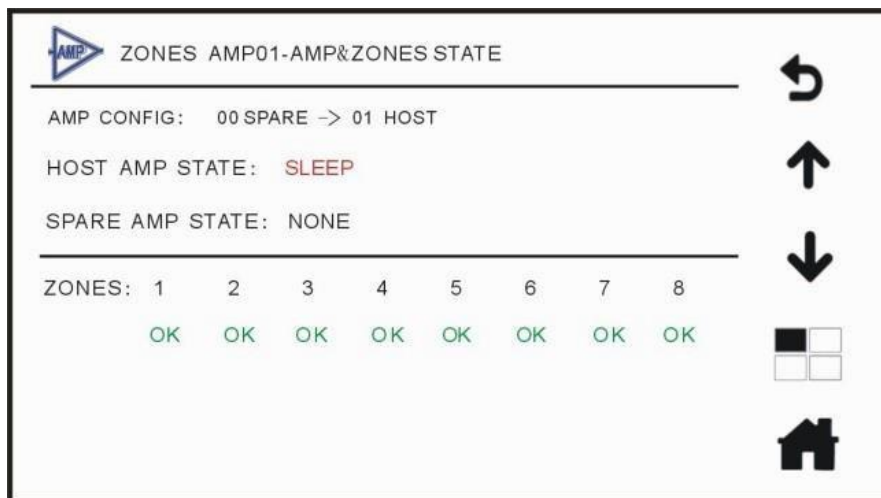 AMP
ZONES AMP01-AMP&ZONES STATE
AMP CONFIG: 00 SPARE -> 01 HOST
HOST AMP STATE: SLEEP
SPARE AMP STATE: NONE
ZONES: 1 2 3 4 5 6 7 8
OK OK OK OK OK OK OK OK